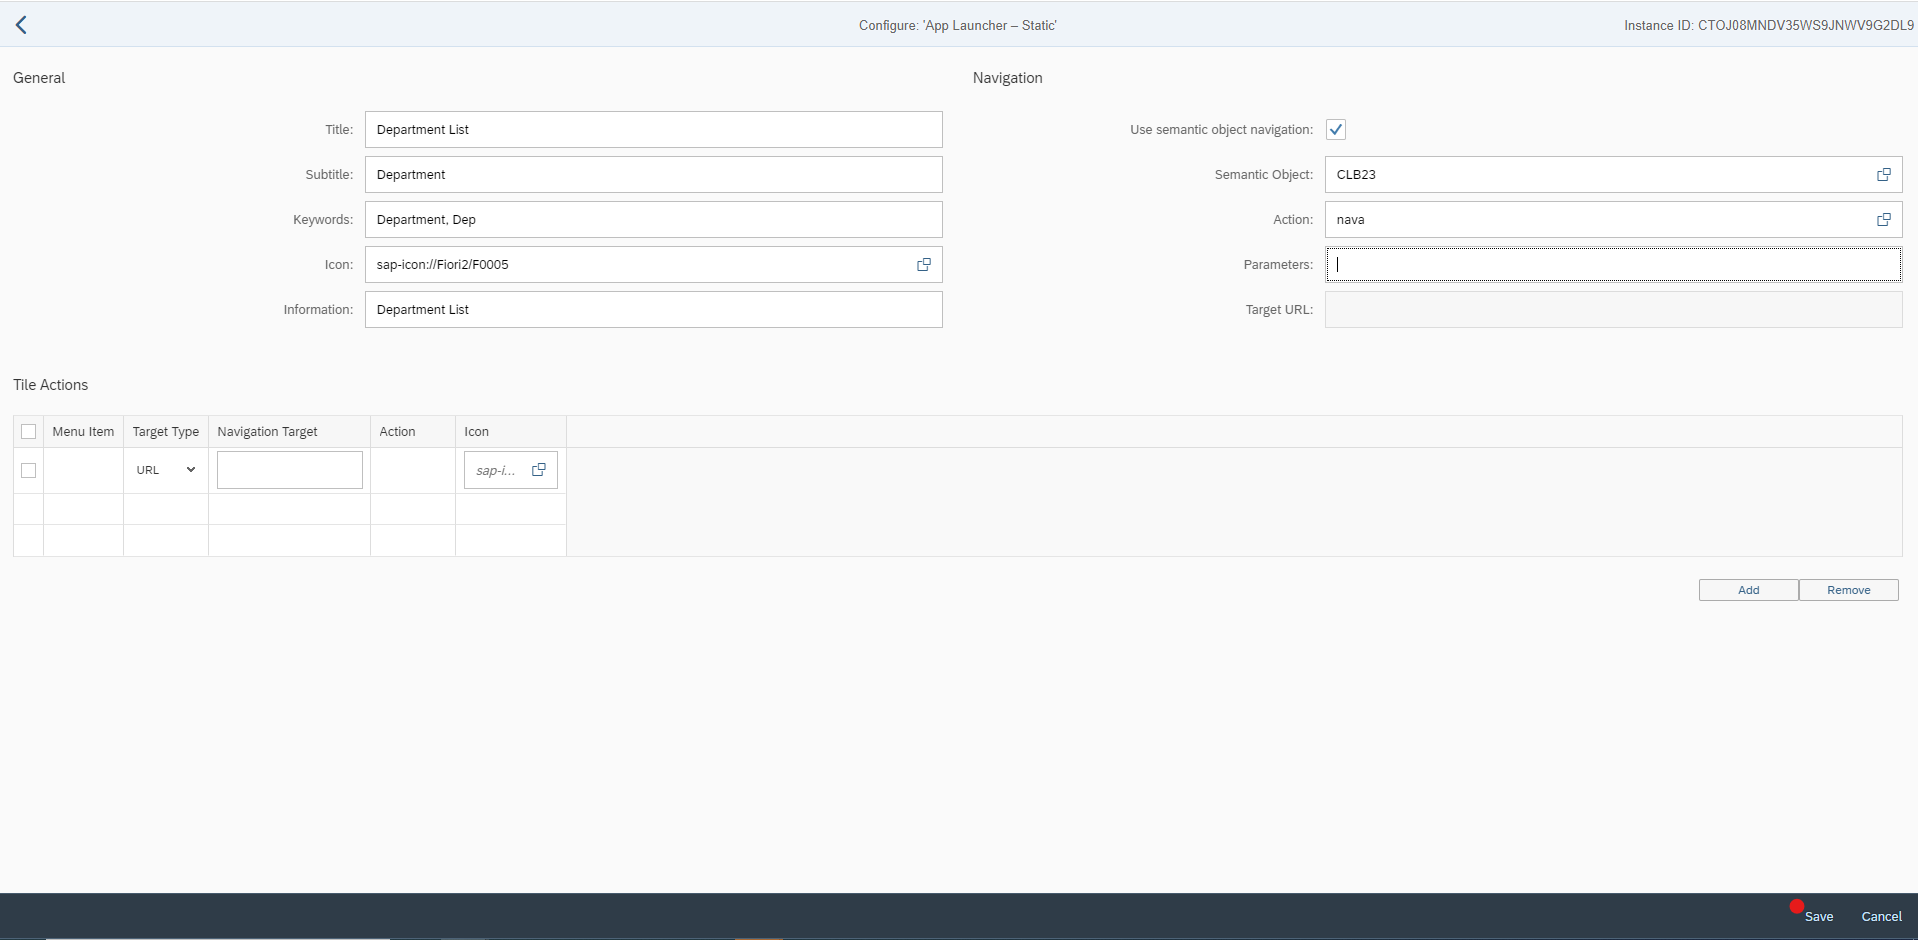 Configure: 'App Launcher – Static'
Instance ID: CTOJ08MNDV35WS9JNWV9G2DL9
General
Title: Department List
Subtitle: Department
Keywords: Department, Dep
Icon: sap-icon://Fiori2/F0005
Information: Department List
Navigation
Use semantic object navigation:
Semantic Object: CLB23
Action: nava
Parameters:
Target URL:
Tile Actions
Menu Item Target Type Navigation Target Action Icon
URL sap-i...
Add Remove
Save Cancel